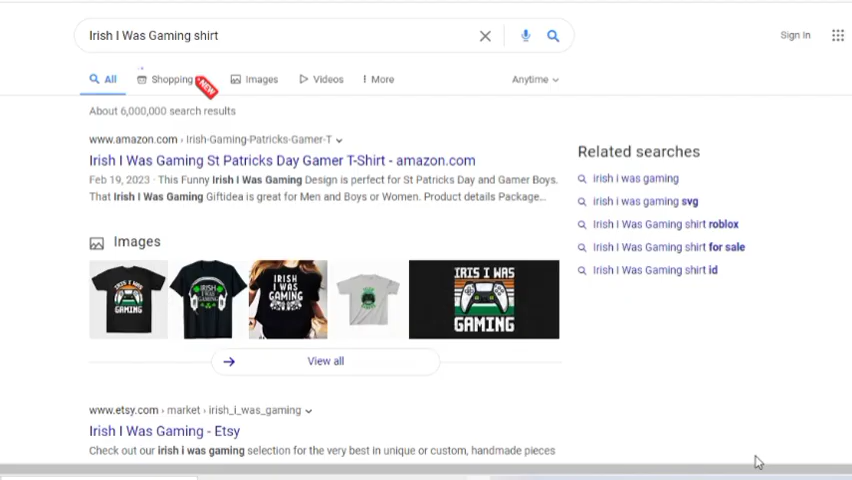 Irish I Was Gaming shirt
Sign In
All
Shopping
NEW
Images
Videos
More
Anytime
About 6,000,000 search results
www.amazon.com › Irish-Gaming-Patricks-Gamer-T
Irish I Was Gaming St Patricks Day Gamer T-Shirt - amazon.com
Feb 19, 2023 · This Funny Irish I Was Gaming Design is perfect for St Patricks Day and Gamer Boys.
That Irish I Was Gaming Giftidea is great for Men and Boys or Women. Product details Package...
Related searches
irish i was gaming
irish i was gaming svg
Irish I Was Gaming shirt roblox
Irish I Was Gaming shirt for sale
Irish I Was Gaming shirt id
Images
IRIS I WAS
GAMING
IRISH
I WAS
GAMING
IRISH
I WAS
GAMING
IRIS I WAS
GAMING
View all
www.etsy.com › market › irish_i_was_gaming
Irish I Was Gaming - Etsy
Check out our irish i was gaming selection for the very best in unique or custom, handmade pieces